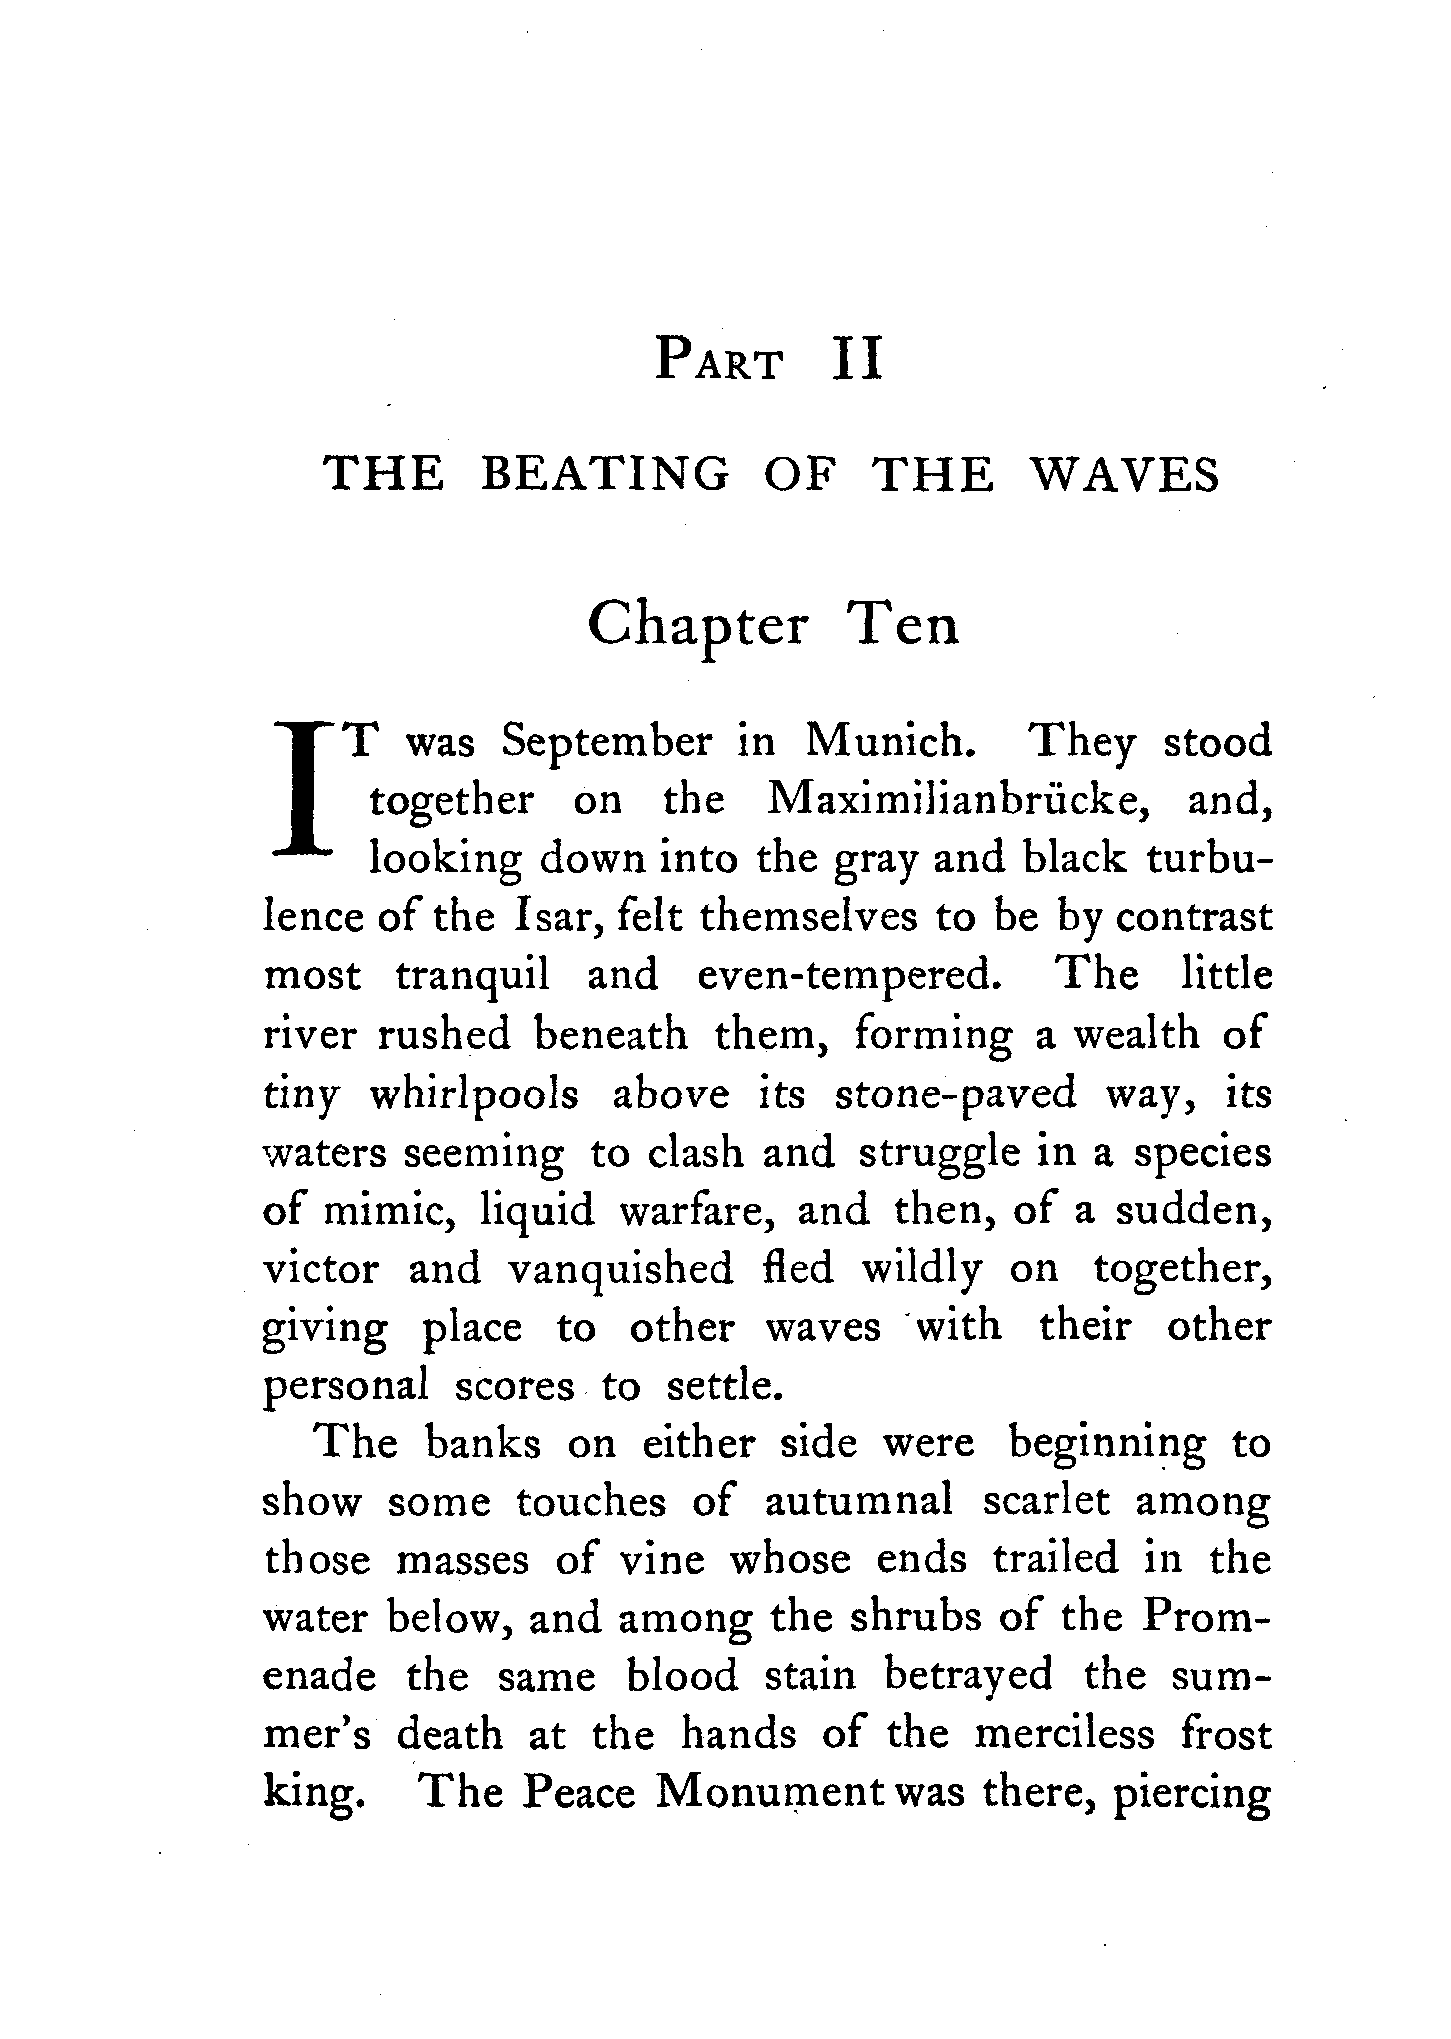 PART II
THE BEATING OF THE WAVES
Chapter Ten
IT was September in Munich. They stood
together on the Maximilianbrücke, and,
looking down into the gray and black turbu-
lence of the Isar, felt themselves to be by contrast
most tranquil and even-tempered. The little
river rushed beneath them, forming a wealth of
tiny whirlpools above its stone-paved way, its
waters seeming to clash and struggle in a species
of mimic, liquid warfare, and then, of a sudden,
victor and vanquished fled wildly on together,
giving place to other waves with their other
personal scores to settle.
The banks on either side were beginning to
show some touches of autumnal scarlet among
those masses of vine whose ends trailed in the
water below, and among the shrubs of the Prom-
enade the same blood stain betrayed the sum-
mer's death at the hands of the merciless frost
king. The Peace Monument was there, piercing